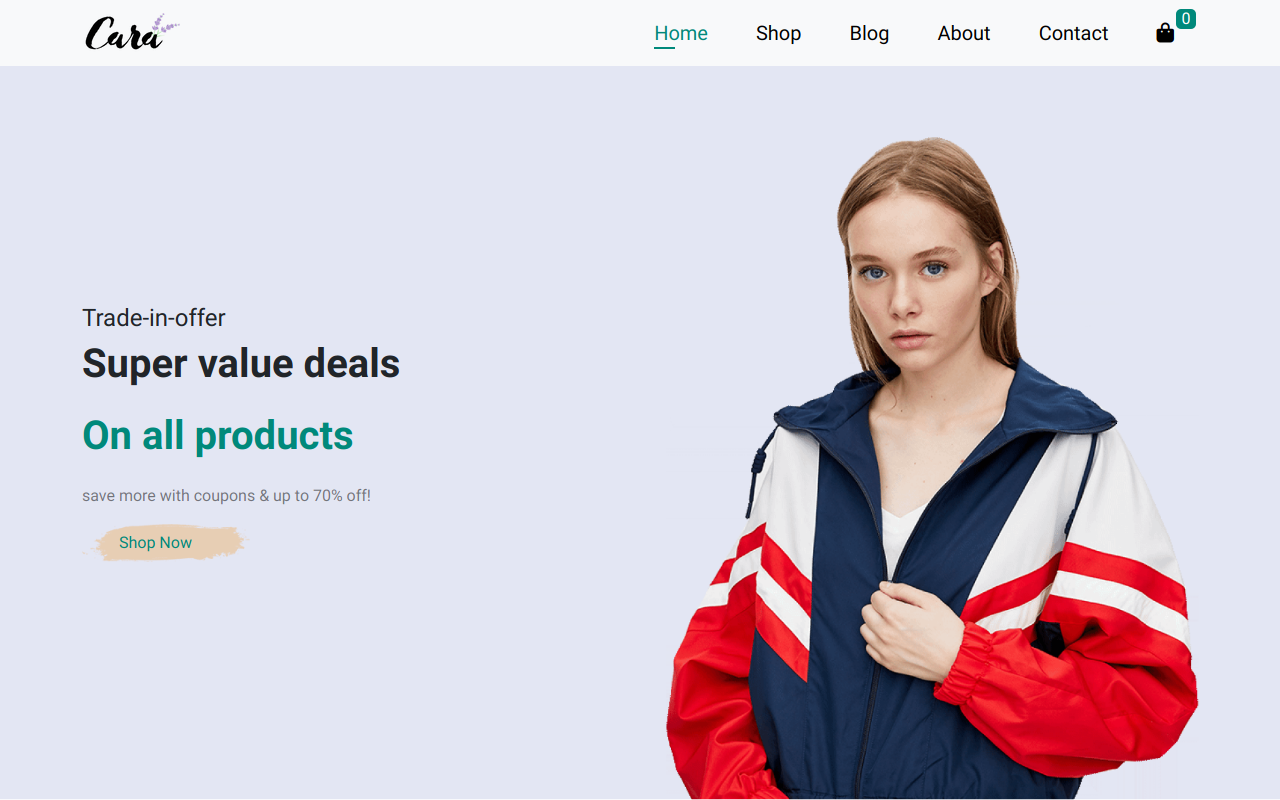 Cara
Home Shop Blog About Contact 0
Trade-in-offer
Super value deals
On all products
save more with coupons & up to 70% off!
Shop Now